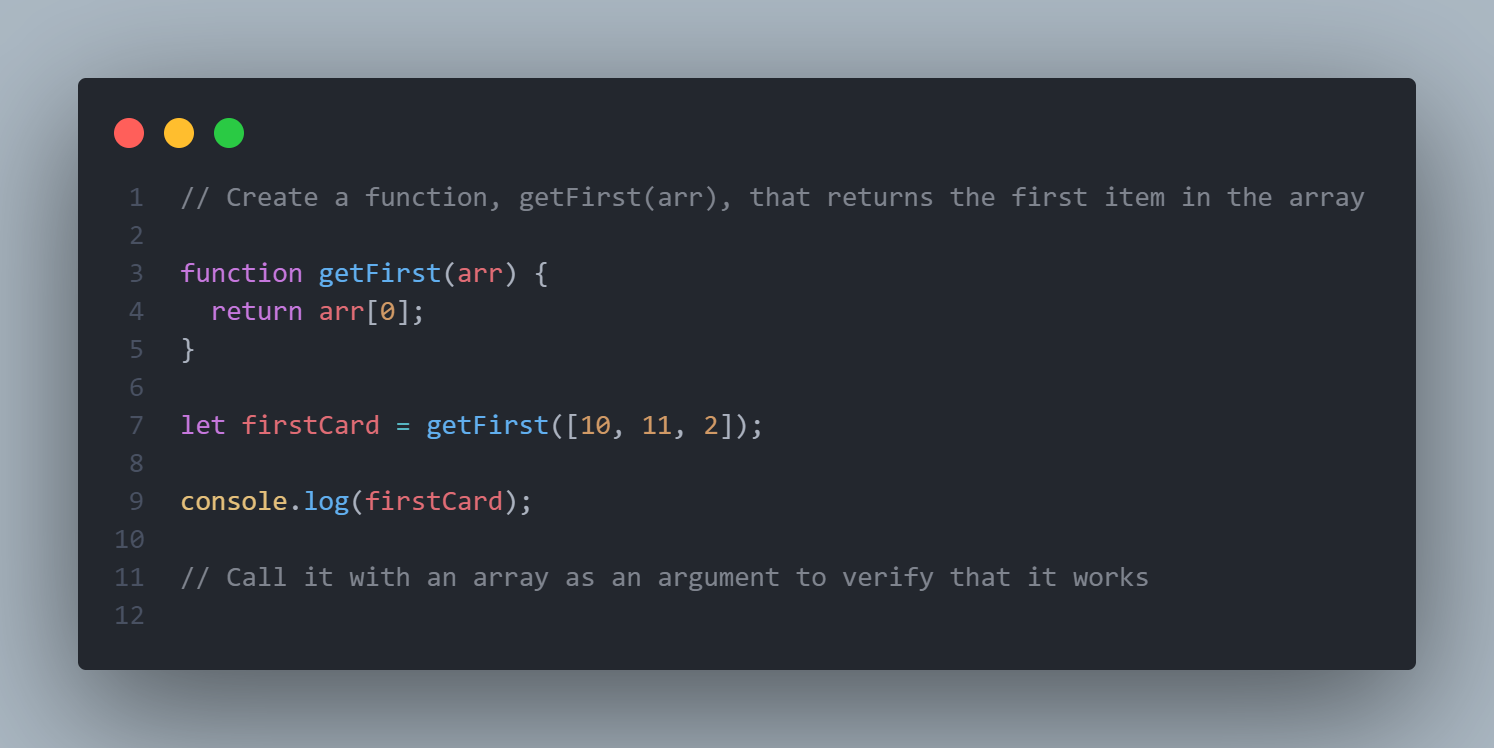 1 // Create a function, getFirst(arr), that returns the first item in the array
2
3 function getFirst(arr) {
4   return arr[0];
5 }
6
7 let firstCard = getFirst([10, 11, 2]);
8
9 console.log(firstCard);
10
11 // Call it with an array as an argument to verify that it works
12